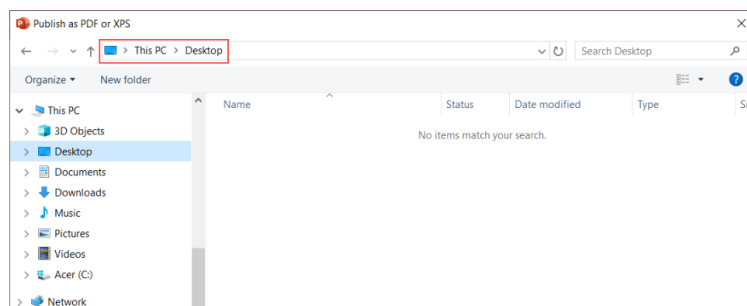 Publish as PDF or XPS
This PC > Desktop
Search Desktop
Organize
New folder
Name
Status
Date modified
Type
No items match your search.
This PC
3D Objects
Desktop
Documents
Downloads
Music
Pictures
Videos
Acer (C:)
Network